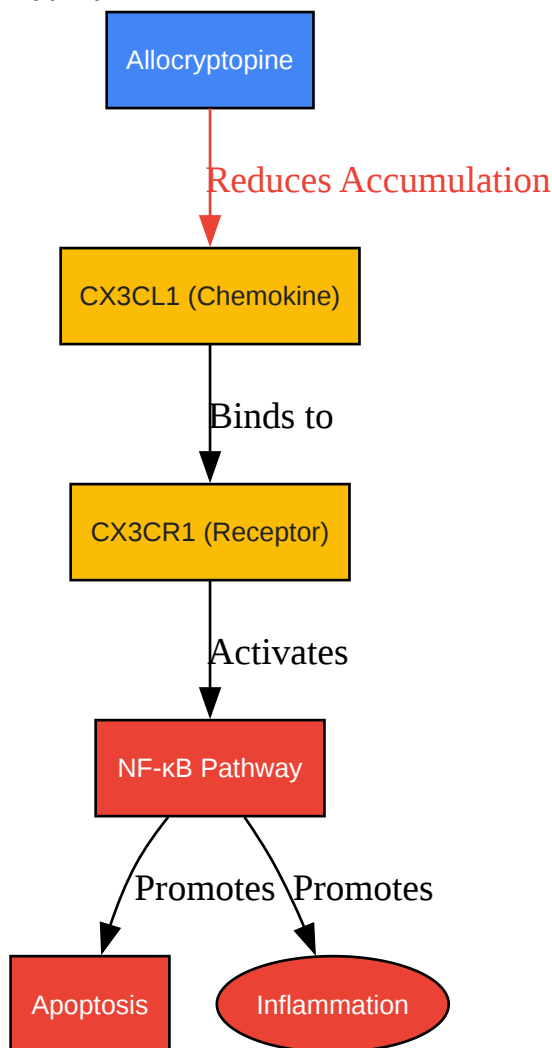 Allocryptopine
Reduces Accumulation
CX3CL1 (Chemokine)
Binds to
CX3CR1 (Receptor)
Activates
NF-κB Pathway
Promotes Promotes
Apoptosis
Inflammation